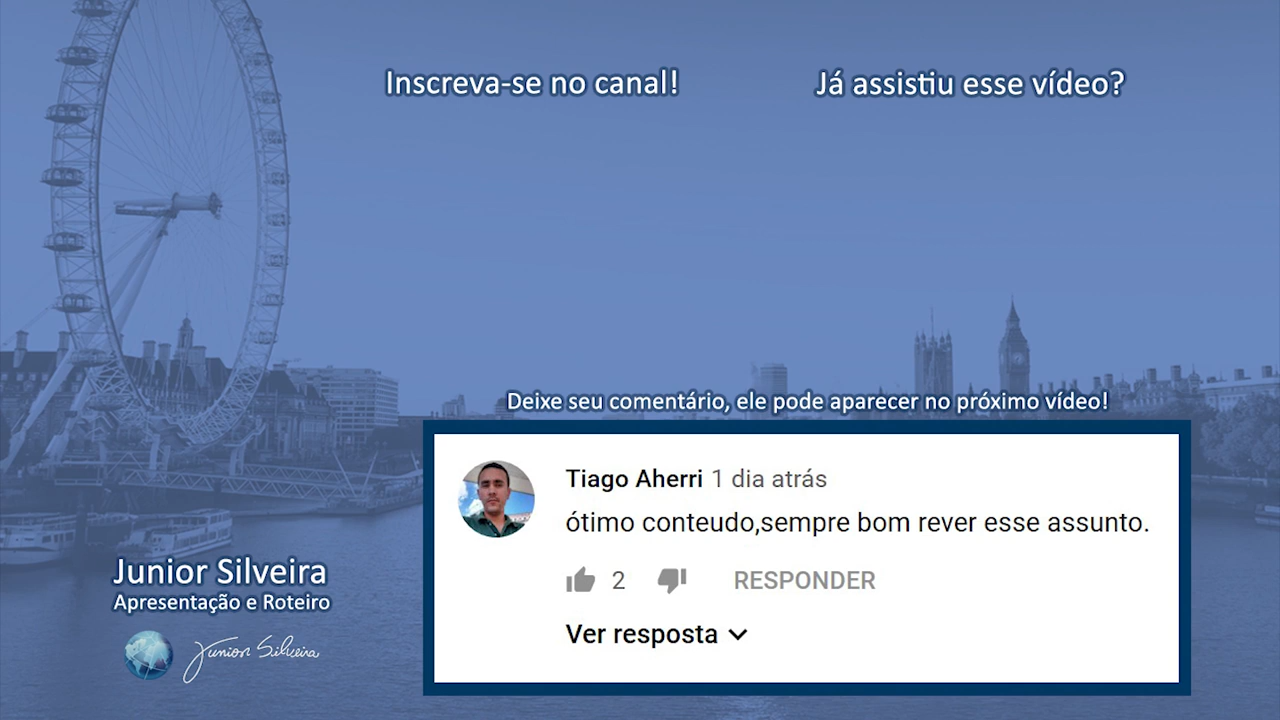 Inscreva-se no canal!
Já assistiu esse vídeo?
Deixe seu comentário, ele pode aparecer no próximo vídeo!
Tiago Aherri 1 dia atrás
ótimo conteudo,sempre bom rever esse assunto.
2 RESPONDER
Ver resposta
Junior Silveira
Apresentação e Roteiro
Junior Silveira